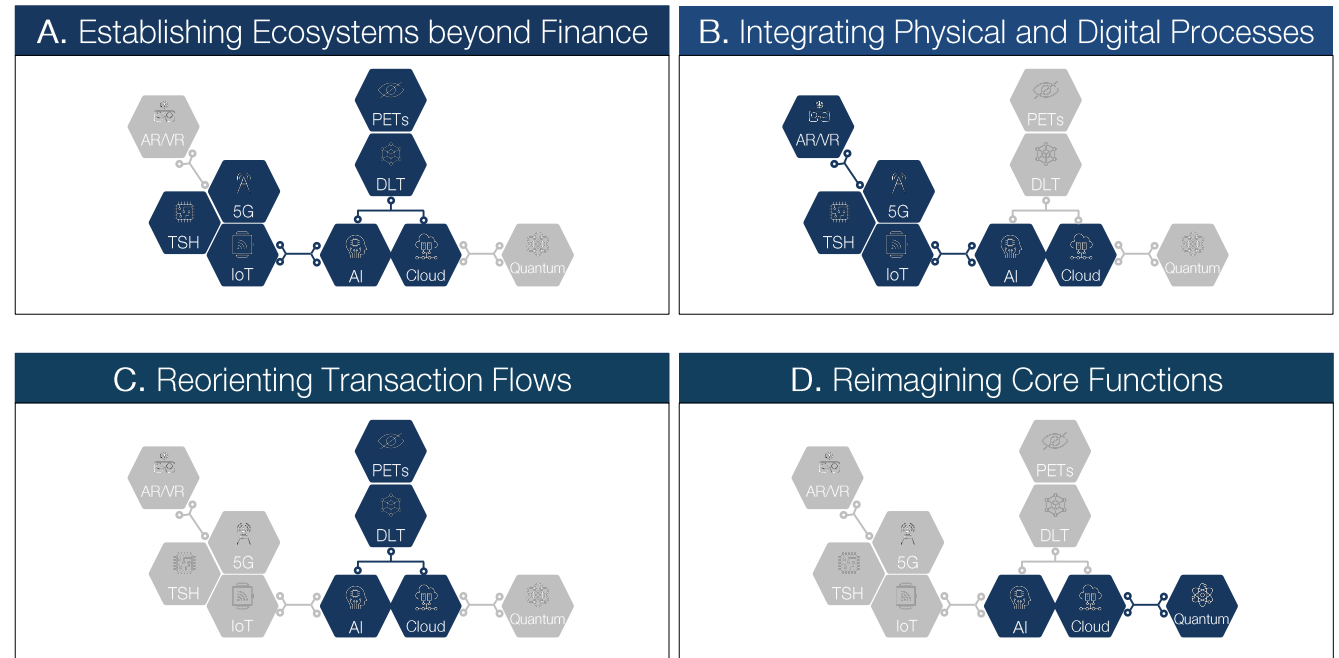 A. Establishing Ecosystems beyond Finance
PETs
AR/VR
DLT
5G
TSH
IoT
AI
Cloud
Quantum
B. Integrating Physical and Digital Processes
PETs
AR/VR
DLT
5G
TSH
IoT
AI
Cloud
Quantum
C. Reorienting Transaction Flows
PETs
AR/VR
DLT
5G
TSH
IoT
AI
Cloud
Quantum
D. Reimagining Core Functions
PETs
AR/VR
DLT
5G
TSH
IoT
AI
Cloud
Quantum